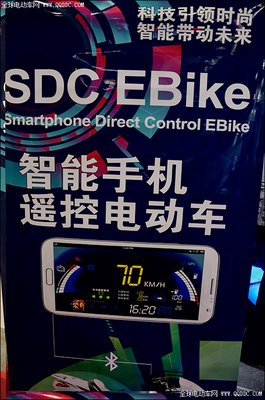 全球电动车网 www.qqddc.com
科技引领时尚
智能带动未来
SDC EBike
Smartphone Direct Control EBike
智能手机
遥控电动车
70
KM/H
100
16:20
全球电动车网 www.qqddc.com